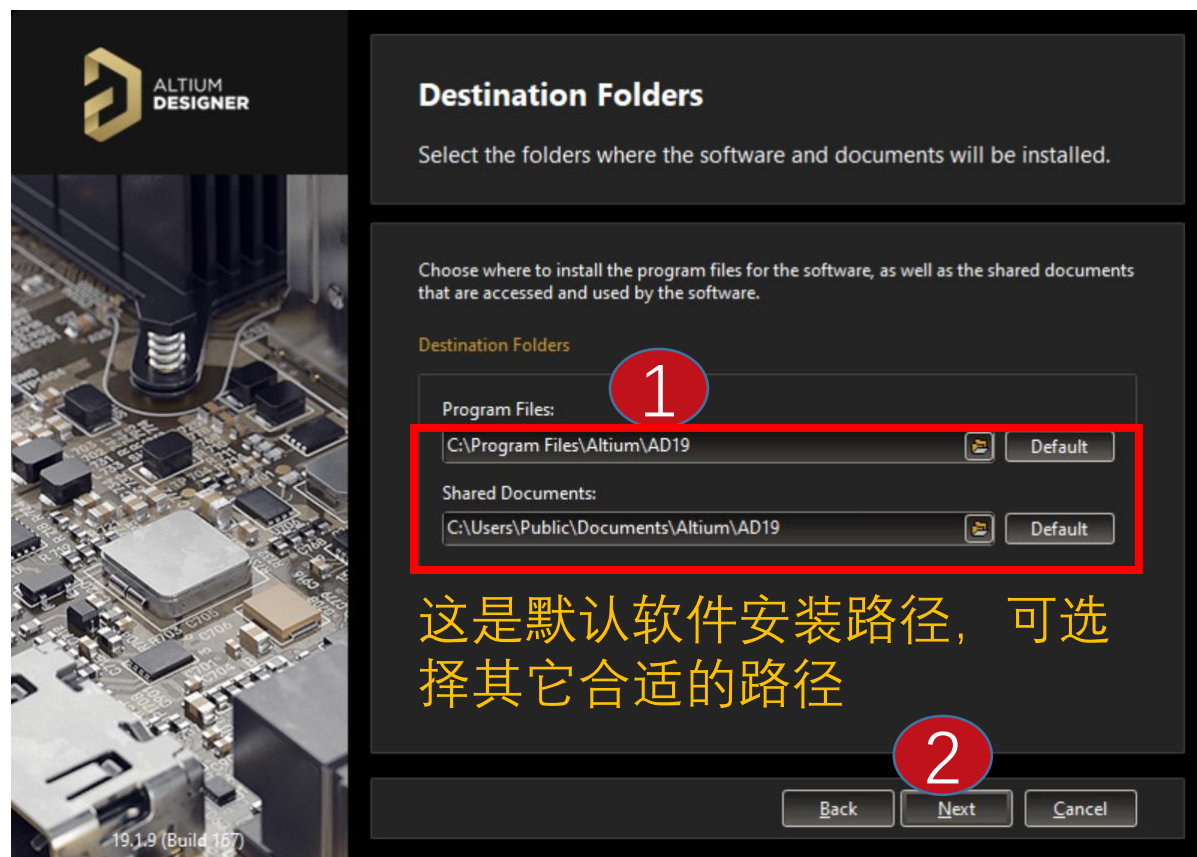 ALTIUM
DESIGNER
Destination Folders
Select the folders where the software and documents will be installed.
Choose where to install the program files for the software, as well as the shared documents
that are accessed and used by the software.
Destination Folders
1
Program Files:
C:\Program Files\Altium\AD19
Default
Shared Documents:
C:\Users\Public\Documents\Altium\AD19
Default
这是默认软件安装路径，可选
择其它合适的路径
2
Back
Next
Cancel
19.1.9 (Build 167)